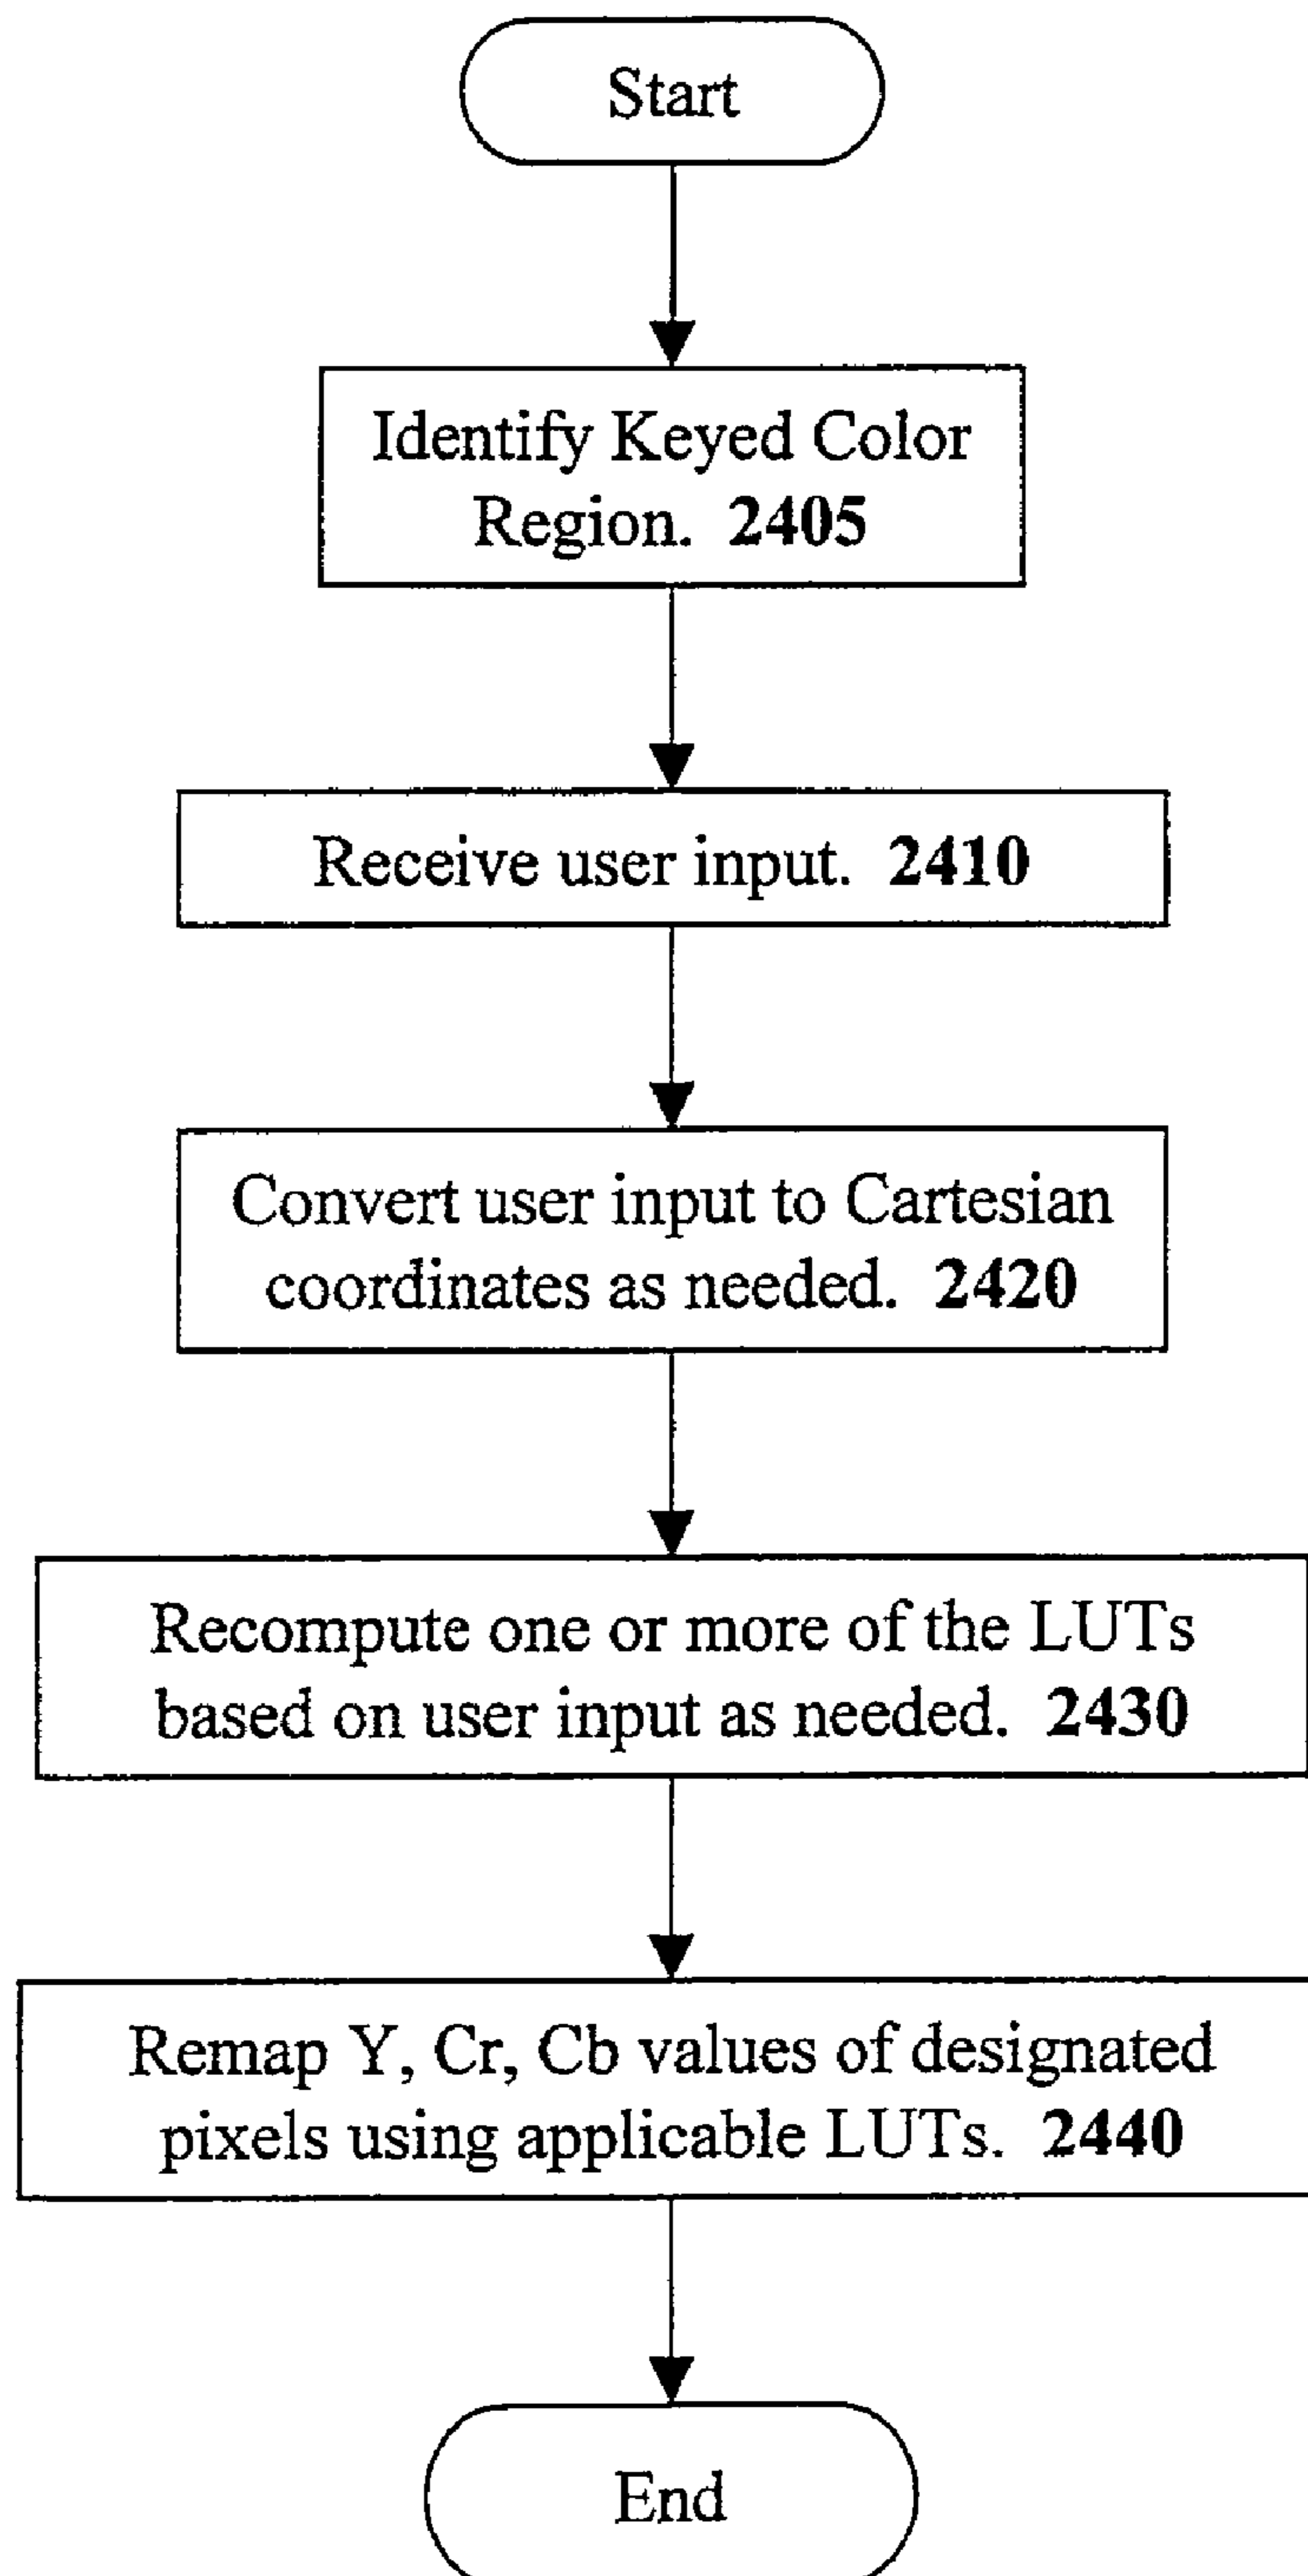 Start
Identify Keyed Color
Region. 2405
Receive user input. 2410
Convert user input to Cartesian
coordinates as needed. 2420
Recompute one or more of the LUTs
based on user input as needed. 2430
Remap Y, Cr, Cb values of designated
pixels using applicable LUTs. 2440
End